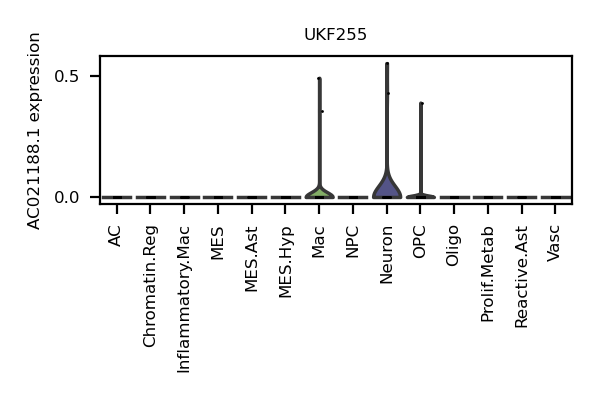 UKF255
AC021188.1 expression
0.5
0.0
AC
Chromatin.Reg
Inflammatory.Mac
MES
MES.Ast
MES.Hyp
Mac
NPC
Neuron
OPC
Oligo
Prolif.Metab
Reactive.Ast
Vasc